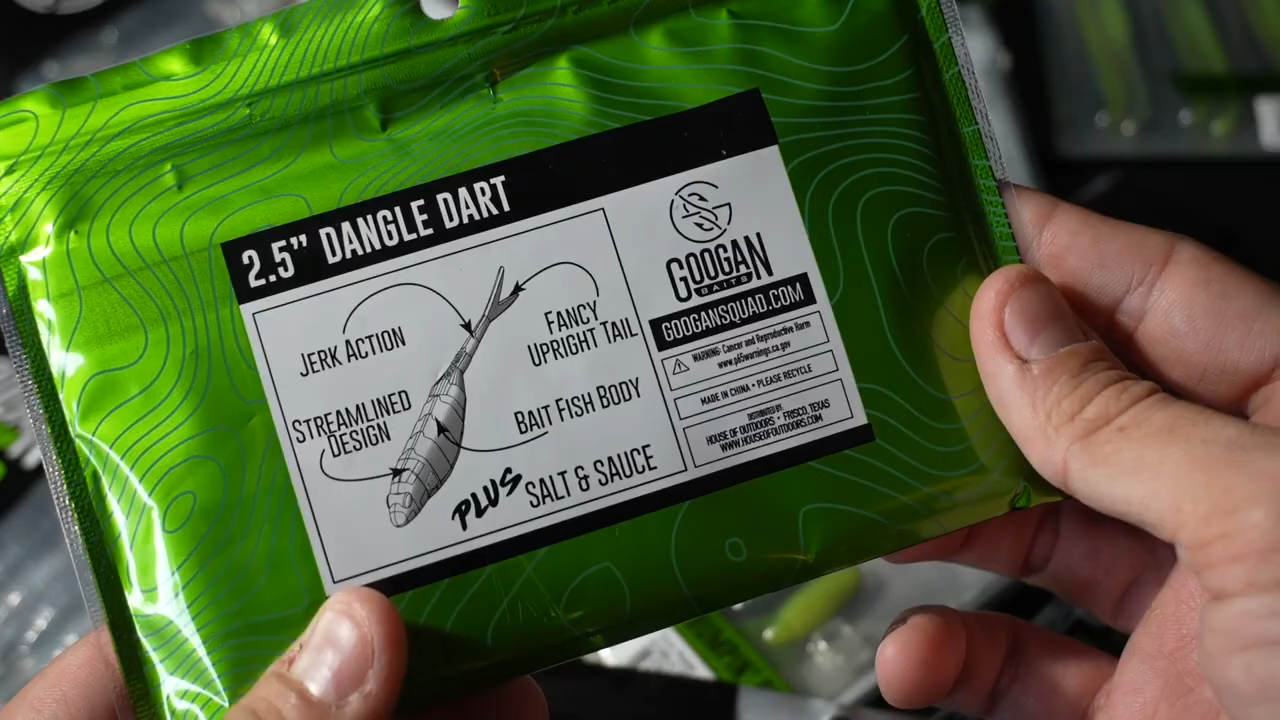 2.5” DANGLE DART
JERK ACTION
FANCY
UPRIGHT TAIL
STREAMLINED
DESIGN
BAIT FISH BODY
PLUS SALT & SAUCE
GOOGAN
BAITS
GOOGANSQUAD.COM
WARNING: Cancer and Reproductive Harm
www.p65warnings.ca.gov
MADE IN CHINA • PLEASE RECYCLE
DISTRIBUTED BY:
HOUSE OF OUTDOORS • FRISCO, TEXAS
WWW.HOUSEOFOUTDOORS.COM